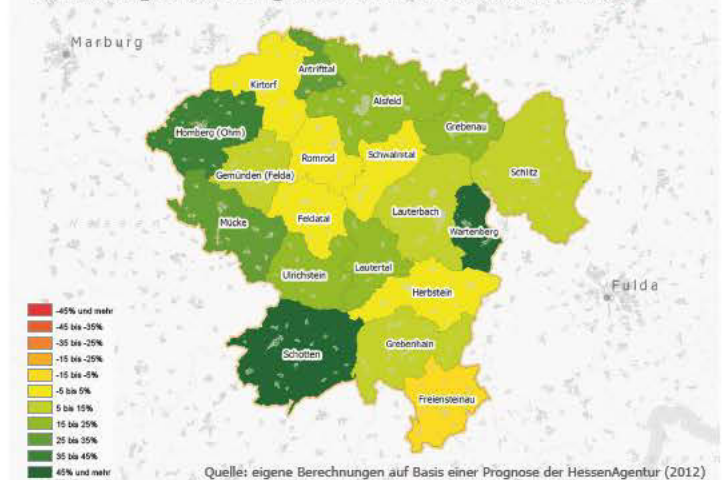 Marburg
Antrifttal
Kirtorf
Alsfeld
Homberg (Ohm)
Grebenau
Romrod
Schwalmtal
Gemünden (Felda)
Schlitz
Feldatal
Lauterbach
Mücke
Wartenberg
Ulrichstein
Lautertal
Fulda
Herbstein
Schotten
Grebenhain
Freiensteinau
-45% und mehr
-45 bis -35%
-35 bis -25%
-15 bis -25%
-15 bis -5%
-5 bis 5%
5 bis 15%
15 bis 25%
25 bis 35%
35 bis 45%
45% und mehr
Quelle: eigene Berechnungen auf Basis einer Prognose der HessenAgentur (2012)